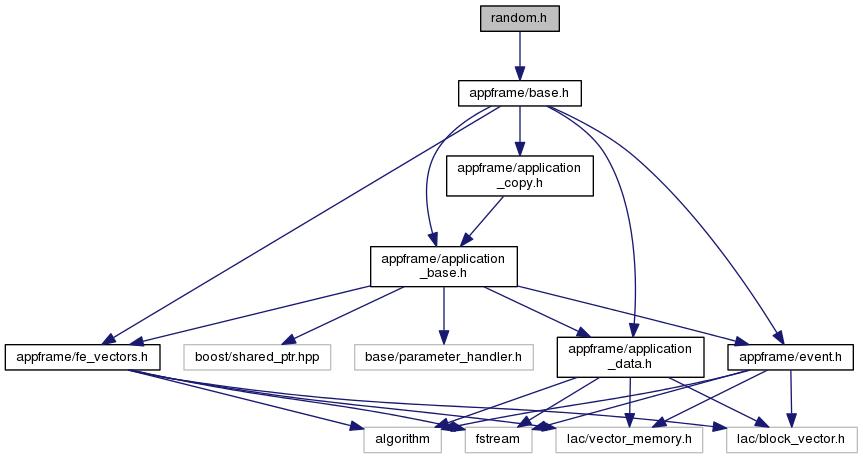 random.h
appframe/base.h
appframe/application
_copy.h
appframe/application
_base.h
appframe/fe_vectors.h
boost/shared_ptr.hpp
base/parameter_handler.h
appframe/application
_data.h
appframe/event.h
algorithm
fstream
lac/vector_memory.h
lac/block_vector.h